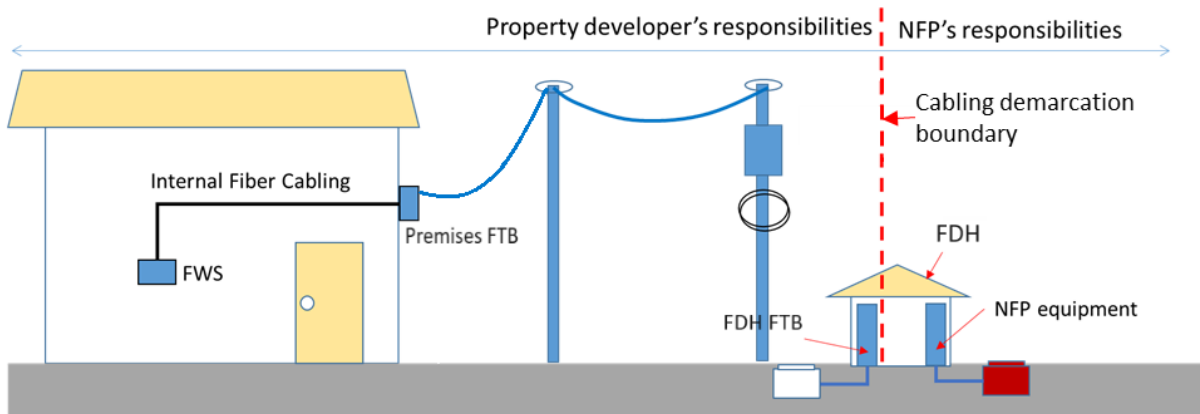 Property developer's responsibilities
NFP's responsibilities
Cabling demarcation
boundary
Internal Fiber Cabling
Premises FTB
FWS
FDH
FDH FTB
NFP equipment